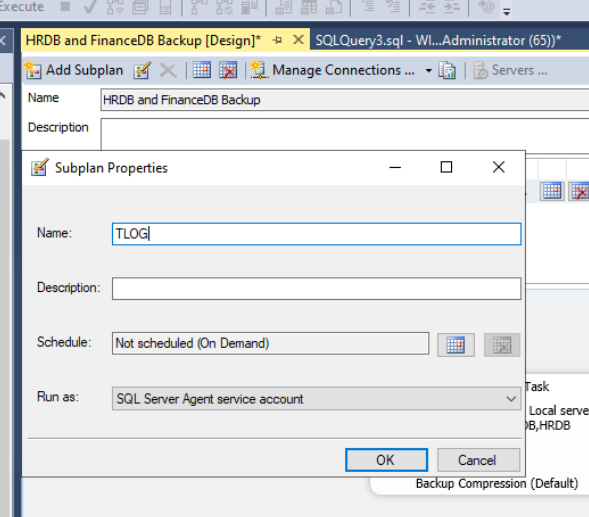 Execute
HRDB and FinanceDB Backup [Design]* SQLQuery3.sql - WI...Administrator (65))*
Add Subplan Manage Connections ... Servers ...
Name HRDB and FinanceDB Backup
Description
Subplan Properties
Name: TLOG
Description:
Schedule: Not scheduled (On Demand)
Run as: SQL Server Agent service account
Task
Local serve
DB,HRDB
OK Cancel
Backup Compression (Default)